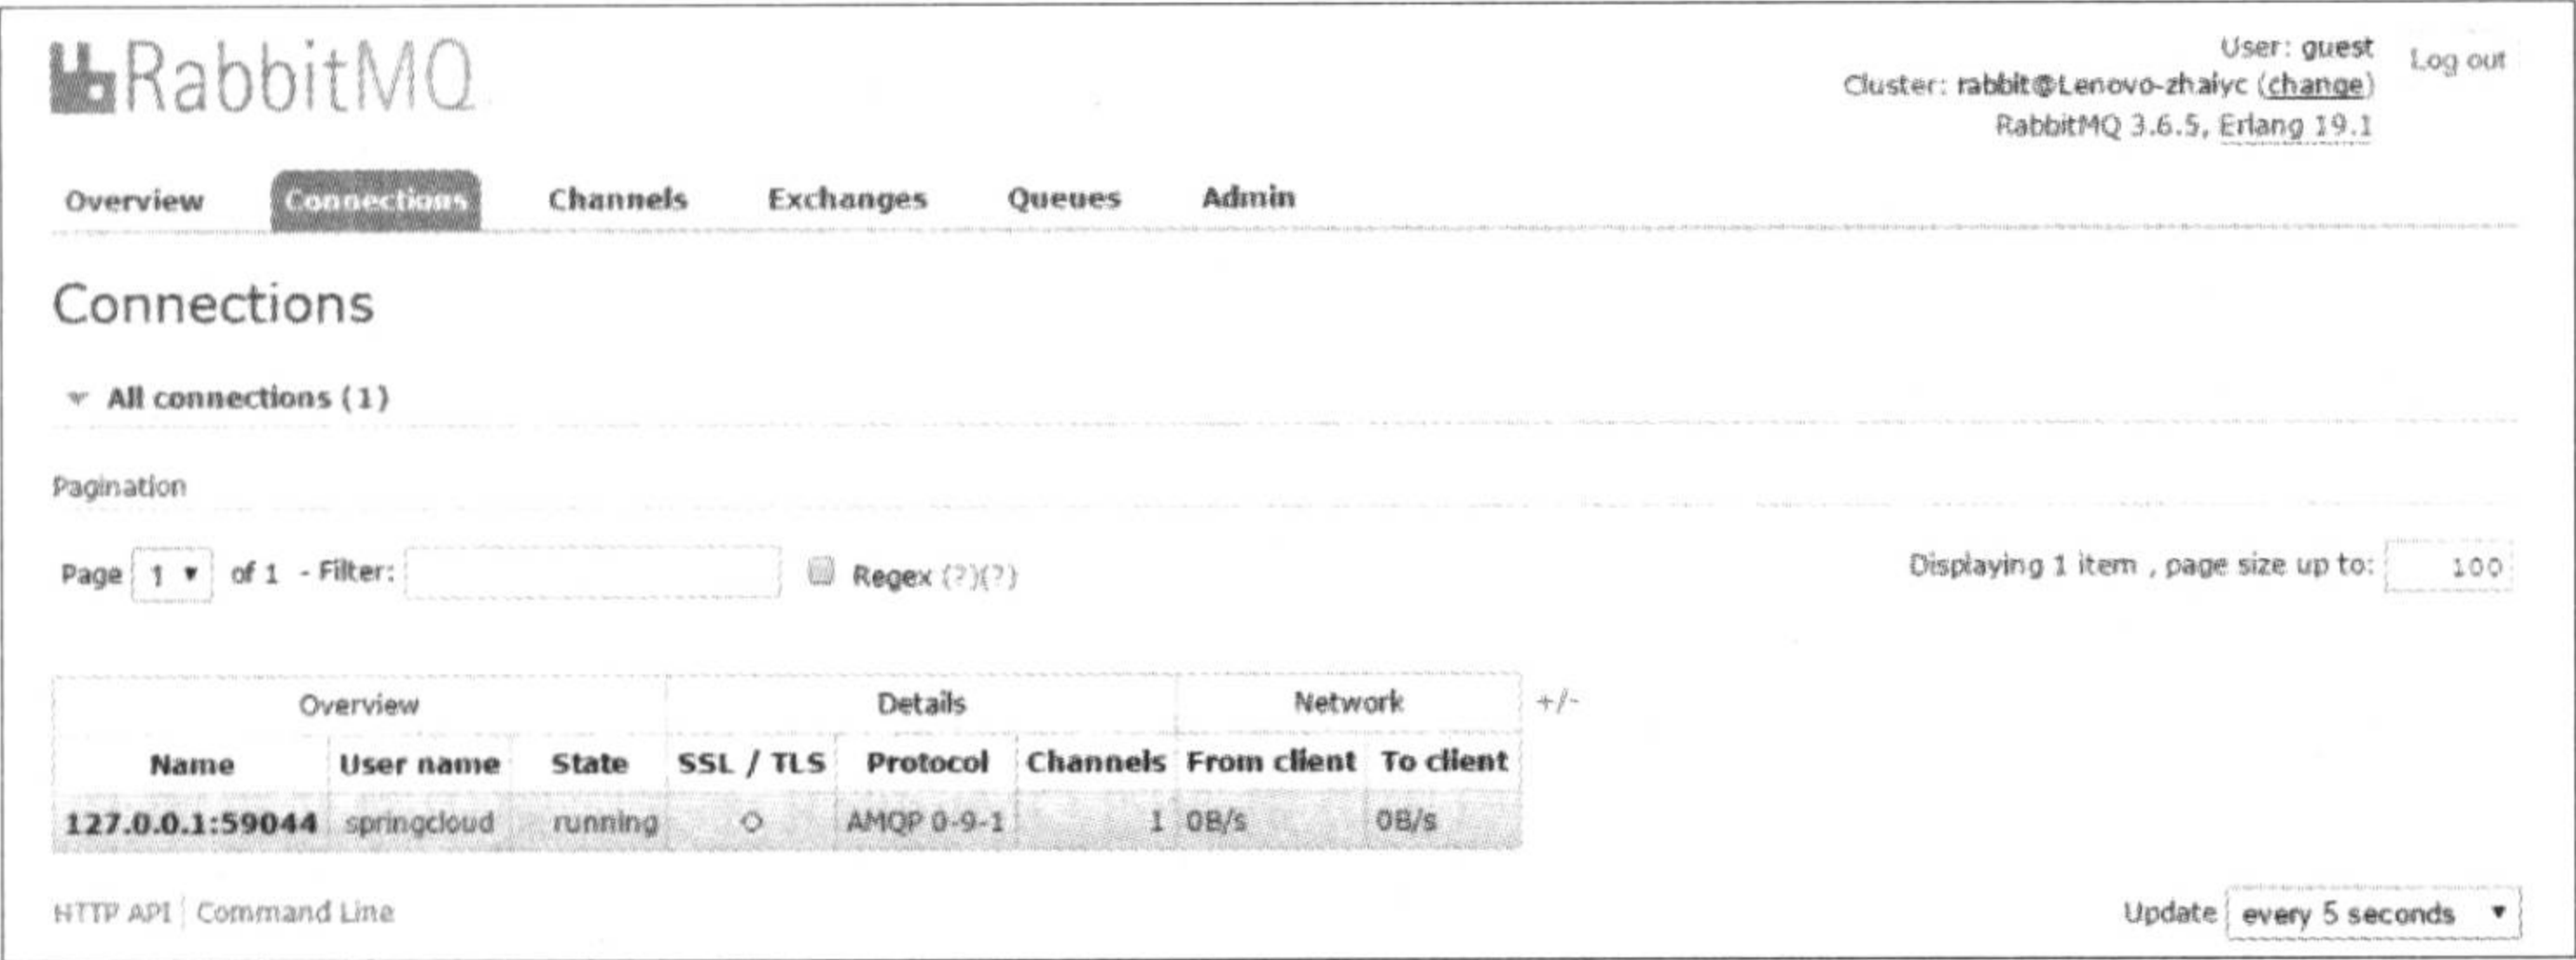 RabbitMQ
User: guest Log out
Cluster: rabbit@Lenovo-zhaiyc (change)
RabbitMQ 3.6.5, Erlang 19.1
Overview Connections Channels Exchanges Queues Admin
Connections
All connections (1)
Pagination
Page 1 of 1 - Filter: Regex (?)(?) Displaying 1 item , page size up to: 100
Overview Details Network +/-
Name User name State SSL / TLS Protocol Channels From client To client
127.0.0.1:59044 springcloud running ○ AMQP 0-9-1 1 0B/s 0B/s
HTTP API Command Line Update every 5 seconds